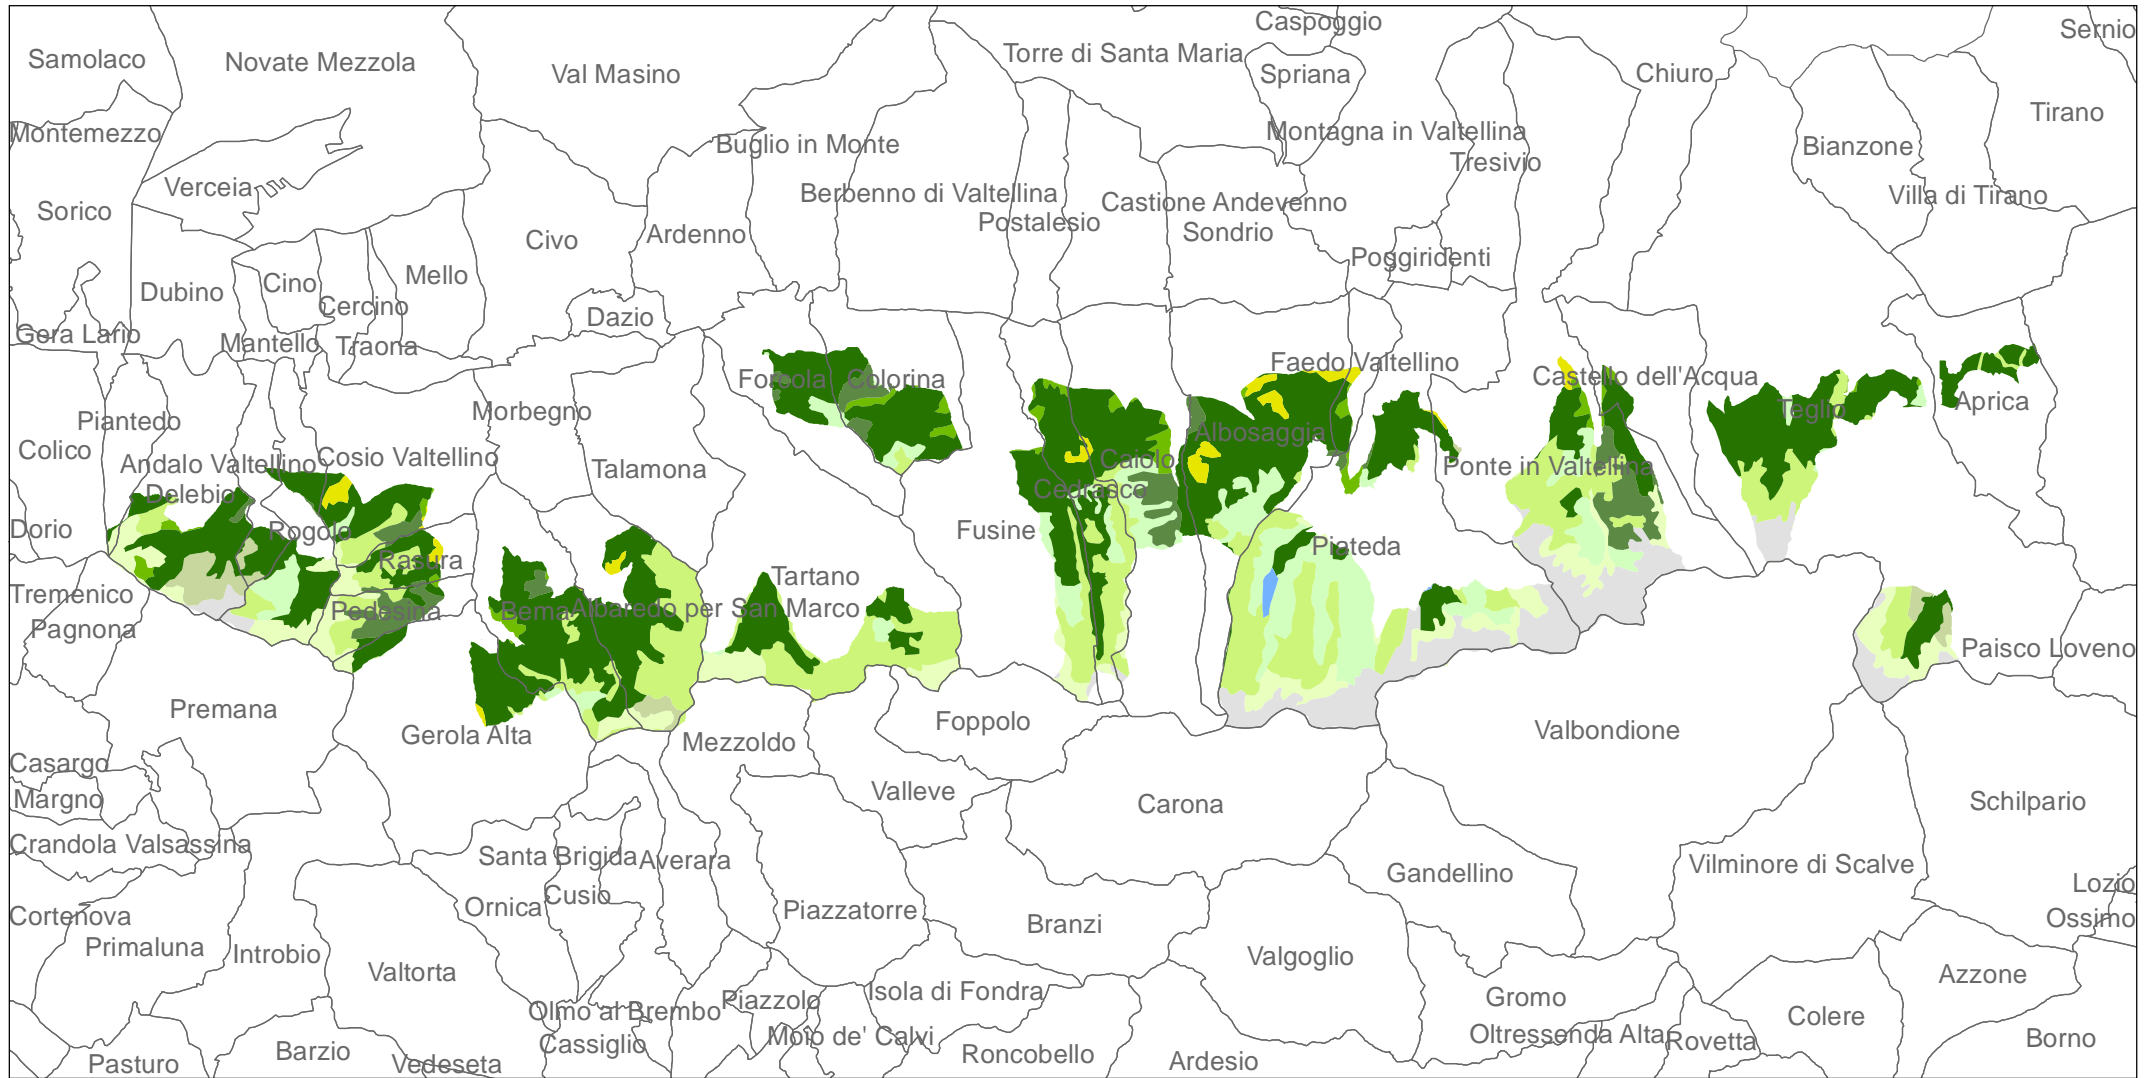 Caspoggio
Sernio
Samolaco
Novate Mezzola
Val Masino
Torre di Santa Maria
Spriana
Chiuro
Tirano
Montemezzo
Buglio in Monte
Montagna in Valtellina
Tresivio
Bianzone
Verceia
Berbenno di Valtellina
Villa di Tirano
Sorico
Postalesio
Castione Andevenno
Civo
Ardenno
Sondrio
Poggiridenti
Dubino
Cino
Mello
Cercino
Dazio
Gera Lario
Mantello
Traona
Forcola
Colorina
Faedo Valtellino
Castello dell'Acqua
Morbegno
Teglio
Aprica
Piantedo
Colico
Andalo Valtellino
Cosio Valtellino
Talamona
Albosaggia
Caiolo
Ponte in Valtellina
Delebio
Cedrasco
Dorio
Rogolo
Fusine
Piateda
Rasura
Tartano
Tremenico
Pedesina
Bema
Albaredo per San Marco
Pagnona
Paisco Loveno
Premana
Gerola Alta
Mezzoldo
Foppolo
Valbondione
Casargo
Margno
Valleve
Carona
Schilpario
Crandola Valsassina
Santa Brigida
Averara
Gandellino
Vilminore di Scalve
Lozio
Cusio
Ornica
Cortenova
Piazzatorre
Branzi
Ossimo
Primaluna
Introbio
Valtorta
Valgoglio
Azzone
Isola di Fondra
Piazzolo
Gromo
Olmo al Brembo
Colere
Moio de' Calvi
Oltressenda Alta
Rovetta
Borno
Cassiglio
Barzio
Roncobello
Ardesio
Pasturo
Vedeseta